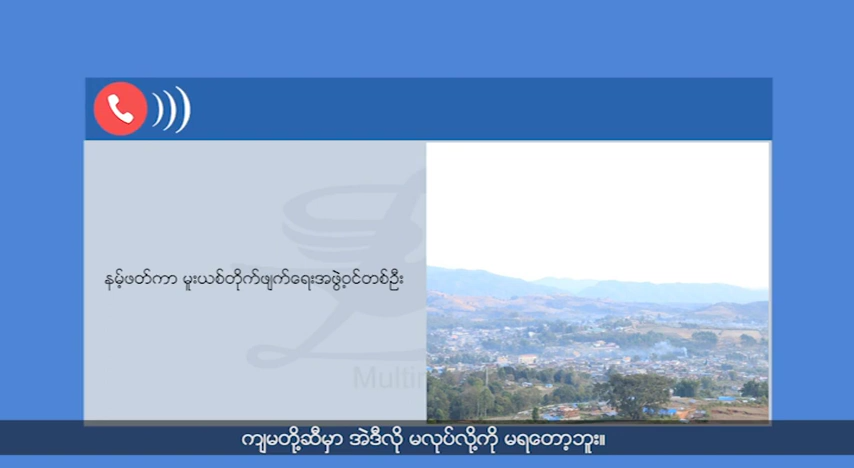 နမ့်ဖတ်ကာ မူးယစ်တိုက်ဖျက်ရေးအဖွဲ့ဝင်တစ်ဦး
ကျမတို့ဆီမှာ အဲဒီလို မလုပ်လို့ကို မရတော့ဘူး။